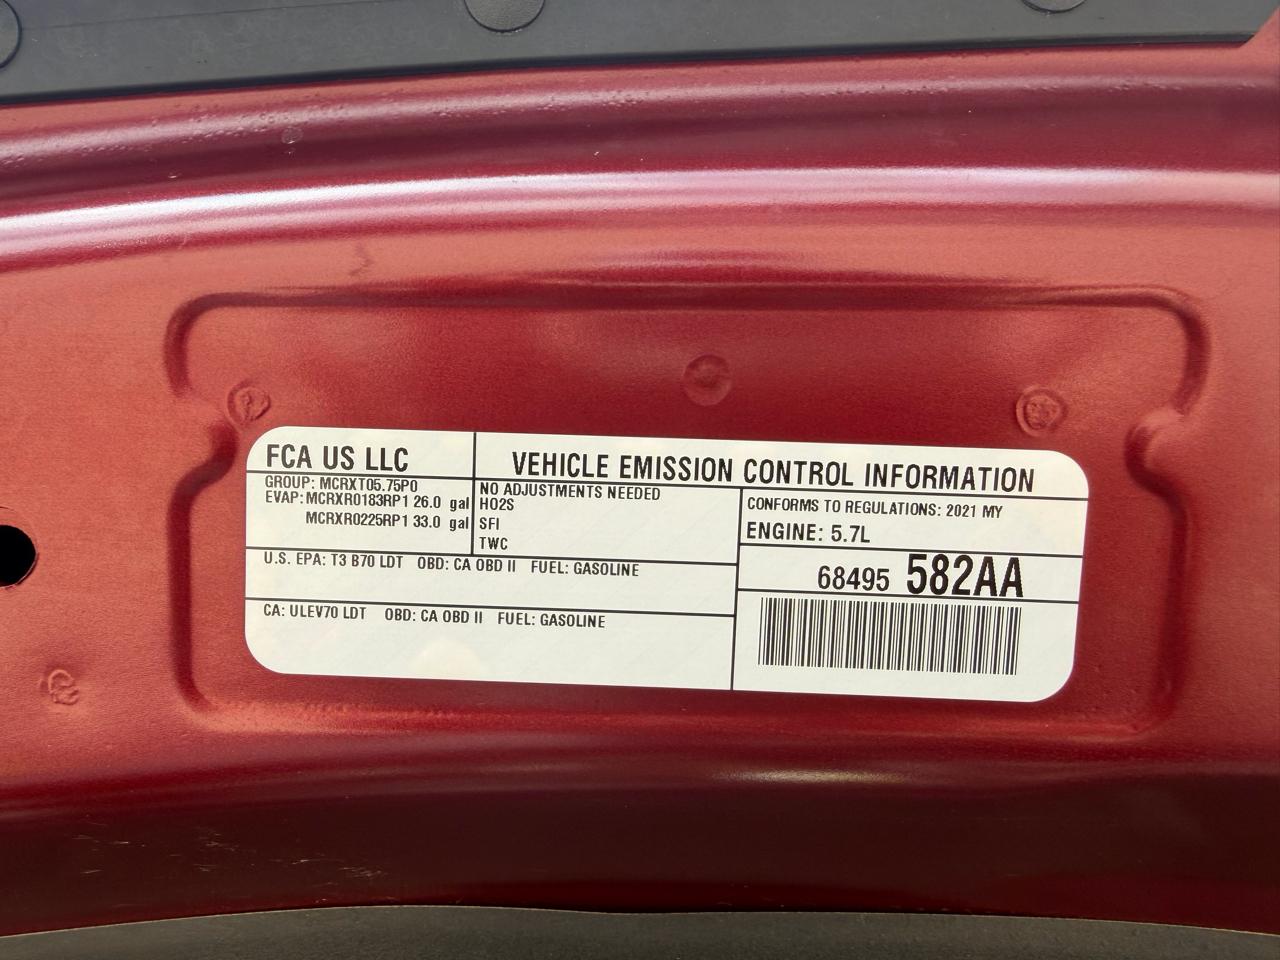 FCA US LLC
VEHICLE EMISSION CONTROL INFORMATION
GROUP: MCRXT05.75P0
EVAP: MCRXR0183RP1 26.0 gal
MCRXR0225RP1 33.0 gal
NO ADJUSTMENTS NEEDED
HO2S
SFI
TWC
CONFORMS TO REGULATIONS: 2021 MY
ENGINE: 5.7L
U.S. EPA: T3 B70 LDT OBD: CA OBD II FUEL: GASOLINE
68495 582AA
CA: ULEV70 LDT OBD: CA OBD II FUEL: GASOLINE